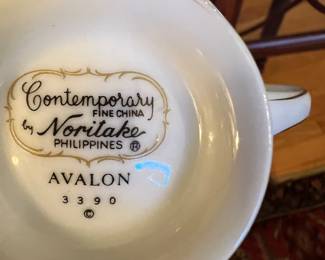 Contemporary
FINE CHINA
by Noritake
PHILIPPINES ®
AVALON
3390
©